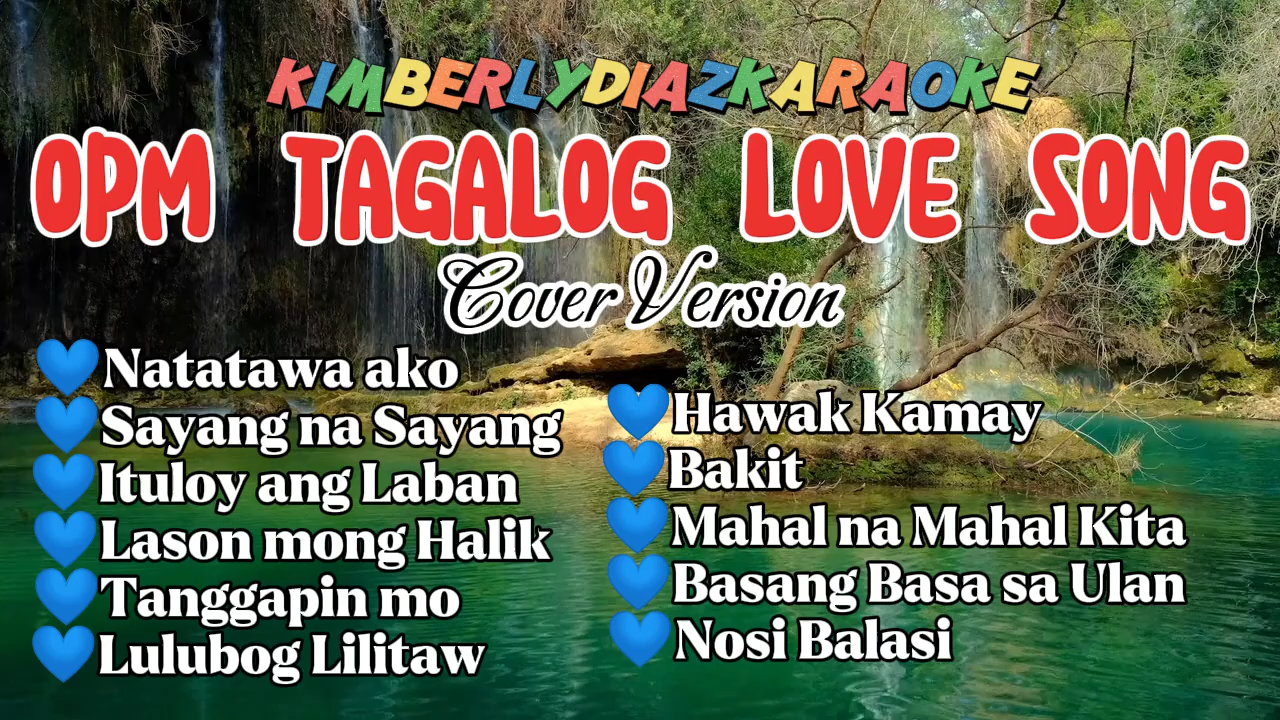 KIMBERLYDIAZKARAOKE
OPM TAGALOG LOVE SONG
Cover Version
Natatawa ako
Sayang na Sayang
Ituloy ang Laban
Lason mong Halik
Tanggapin mo
Lulubog Lilitaw
Hawak Kamay
Bakit
Mahal na Mahal Kita
Basang Basa sa Ulan
Nosi Balasi